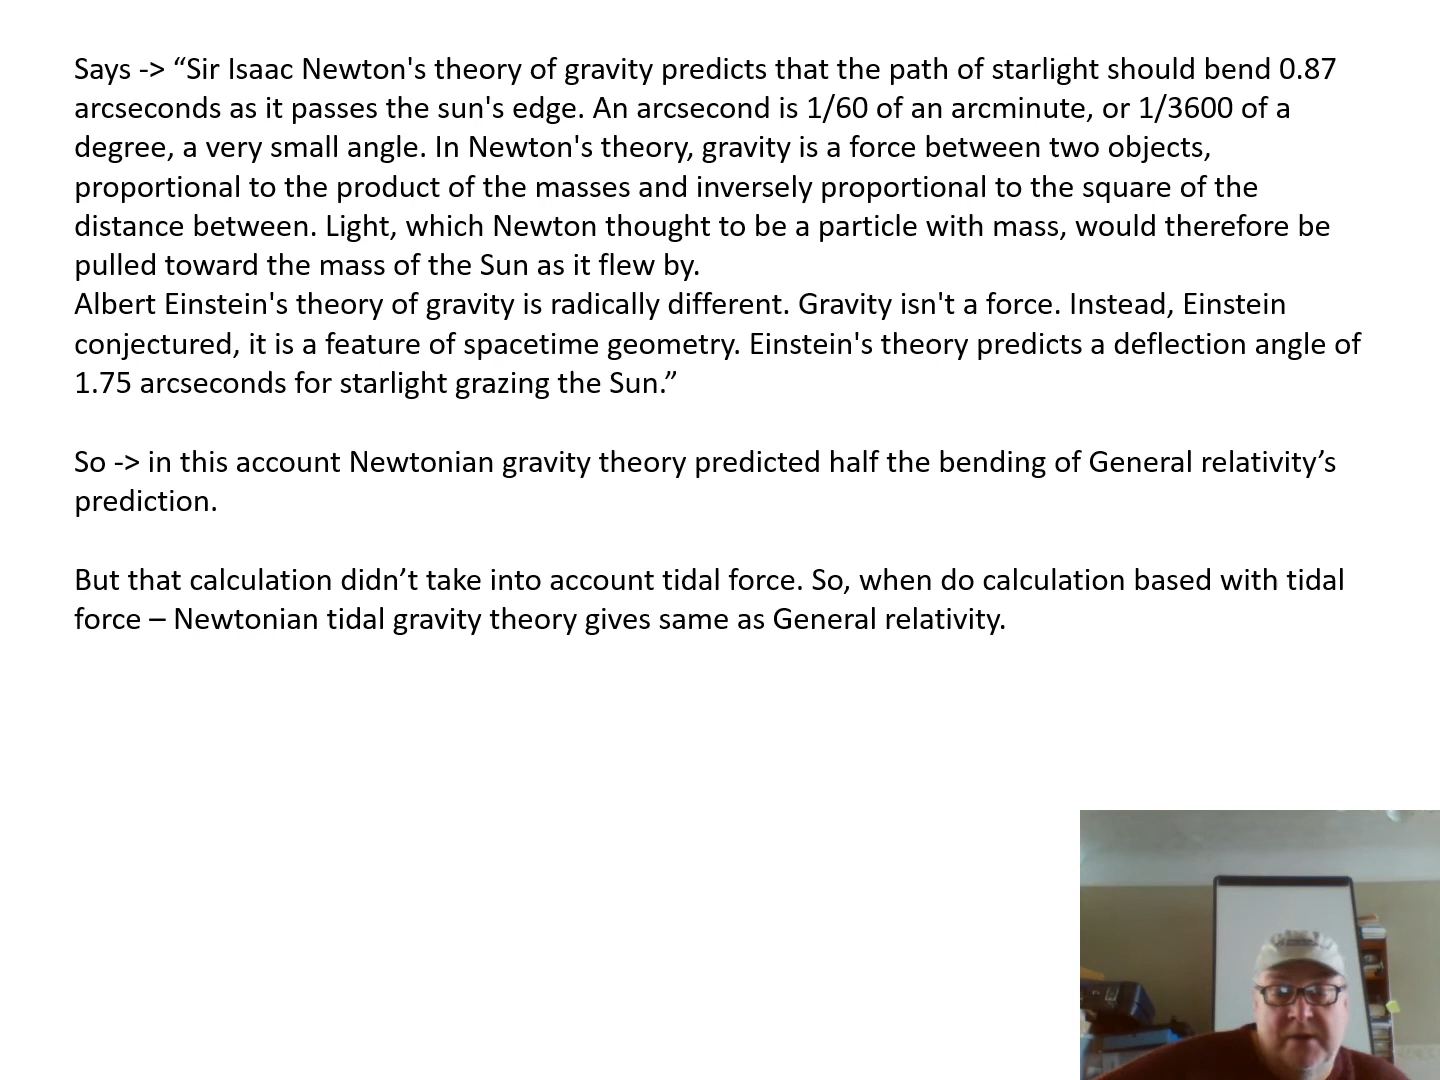 Says -> “Sir Isaac Newton's theory of gravity predicts that the path of starlight should bend 0.87
arcseconds as it passes the sun's edge. An arcsecond is 1/60 of an arcminute, or 1/3600 of a
degree, a very small angle. In Newton's theory, gravity is a force between two objects,
proportional to the product of the masses and inversely proportional to the square of the
distance between. Light, which Newton thought to be a particle with mass, would therefore be
pulled toward the mass of the Sun as it flew by.
Albert Einstein's theory of gravity is radically different. Gravity isn't a force. Instead, Einstein
conjectured, it is a feature of spacetime geometry. Einstein's theory predicts a deflection angle of
1.75 arcseconds for starlight grazing the Sun.”
So -> in this account Newtonian gravity theory predicted half the bending of General relativity’s
prediction.
But that calculation didn’t take into account tidal force. So, when do calculation based with tidal
force – Newtonian tidal gravity theory gives same as General relativity.